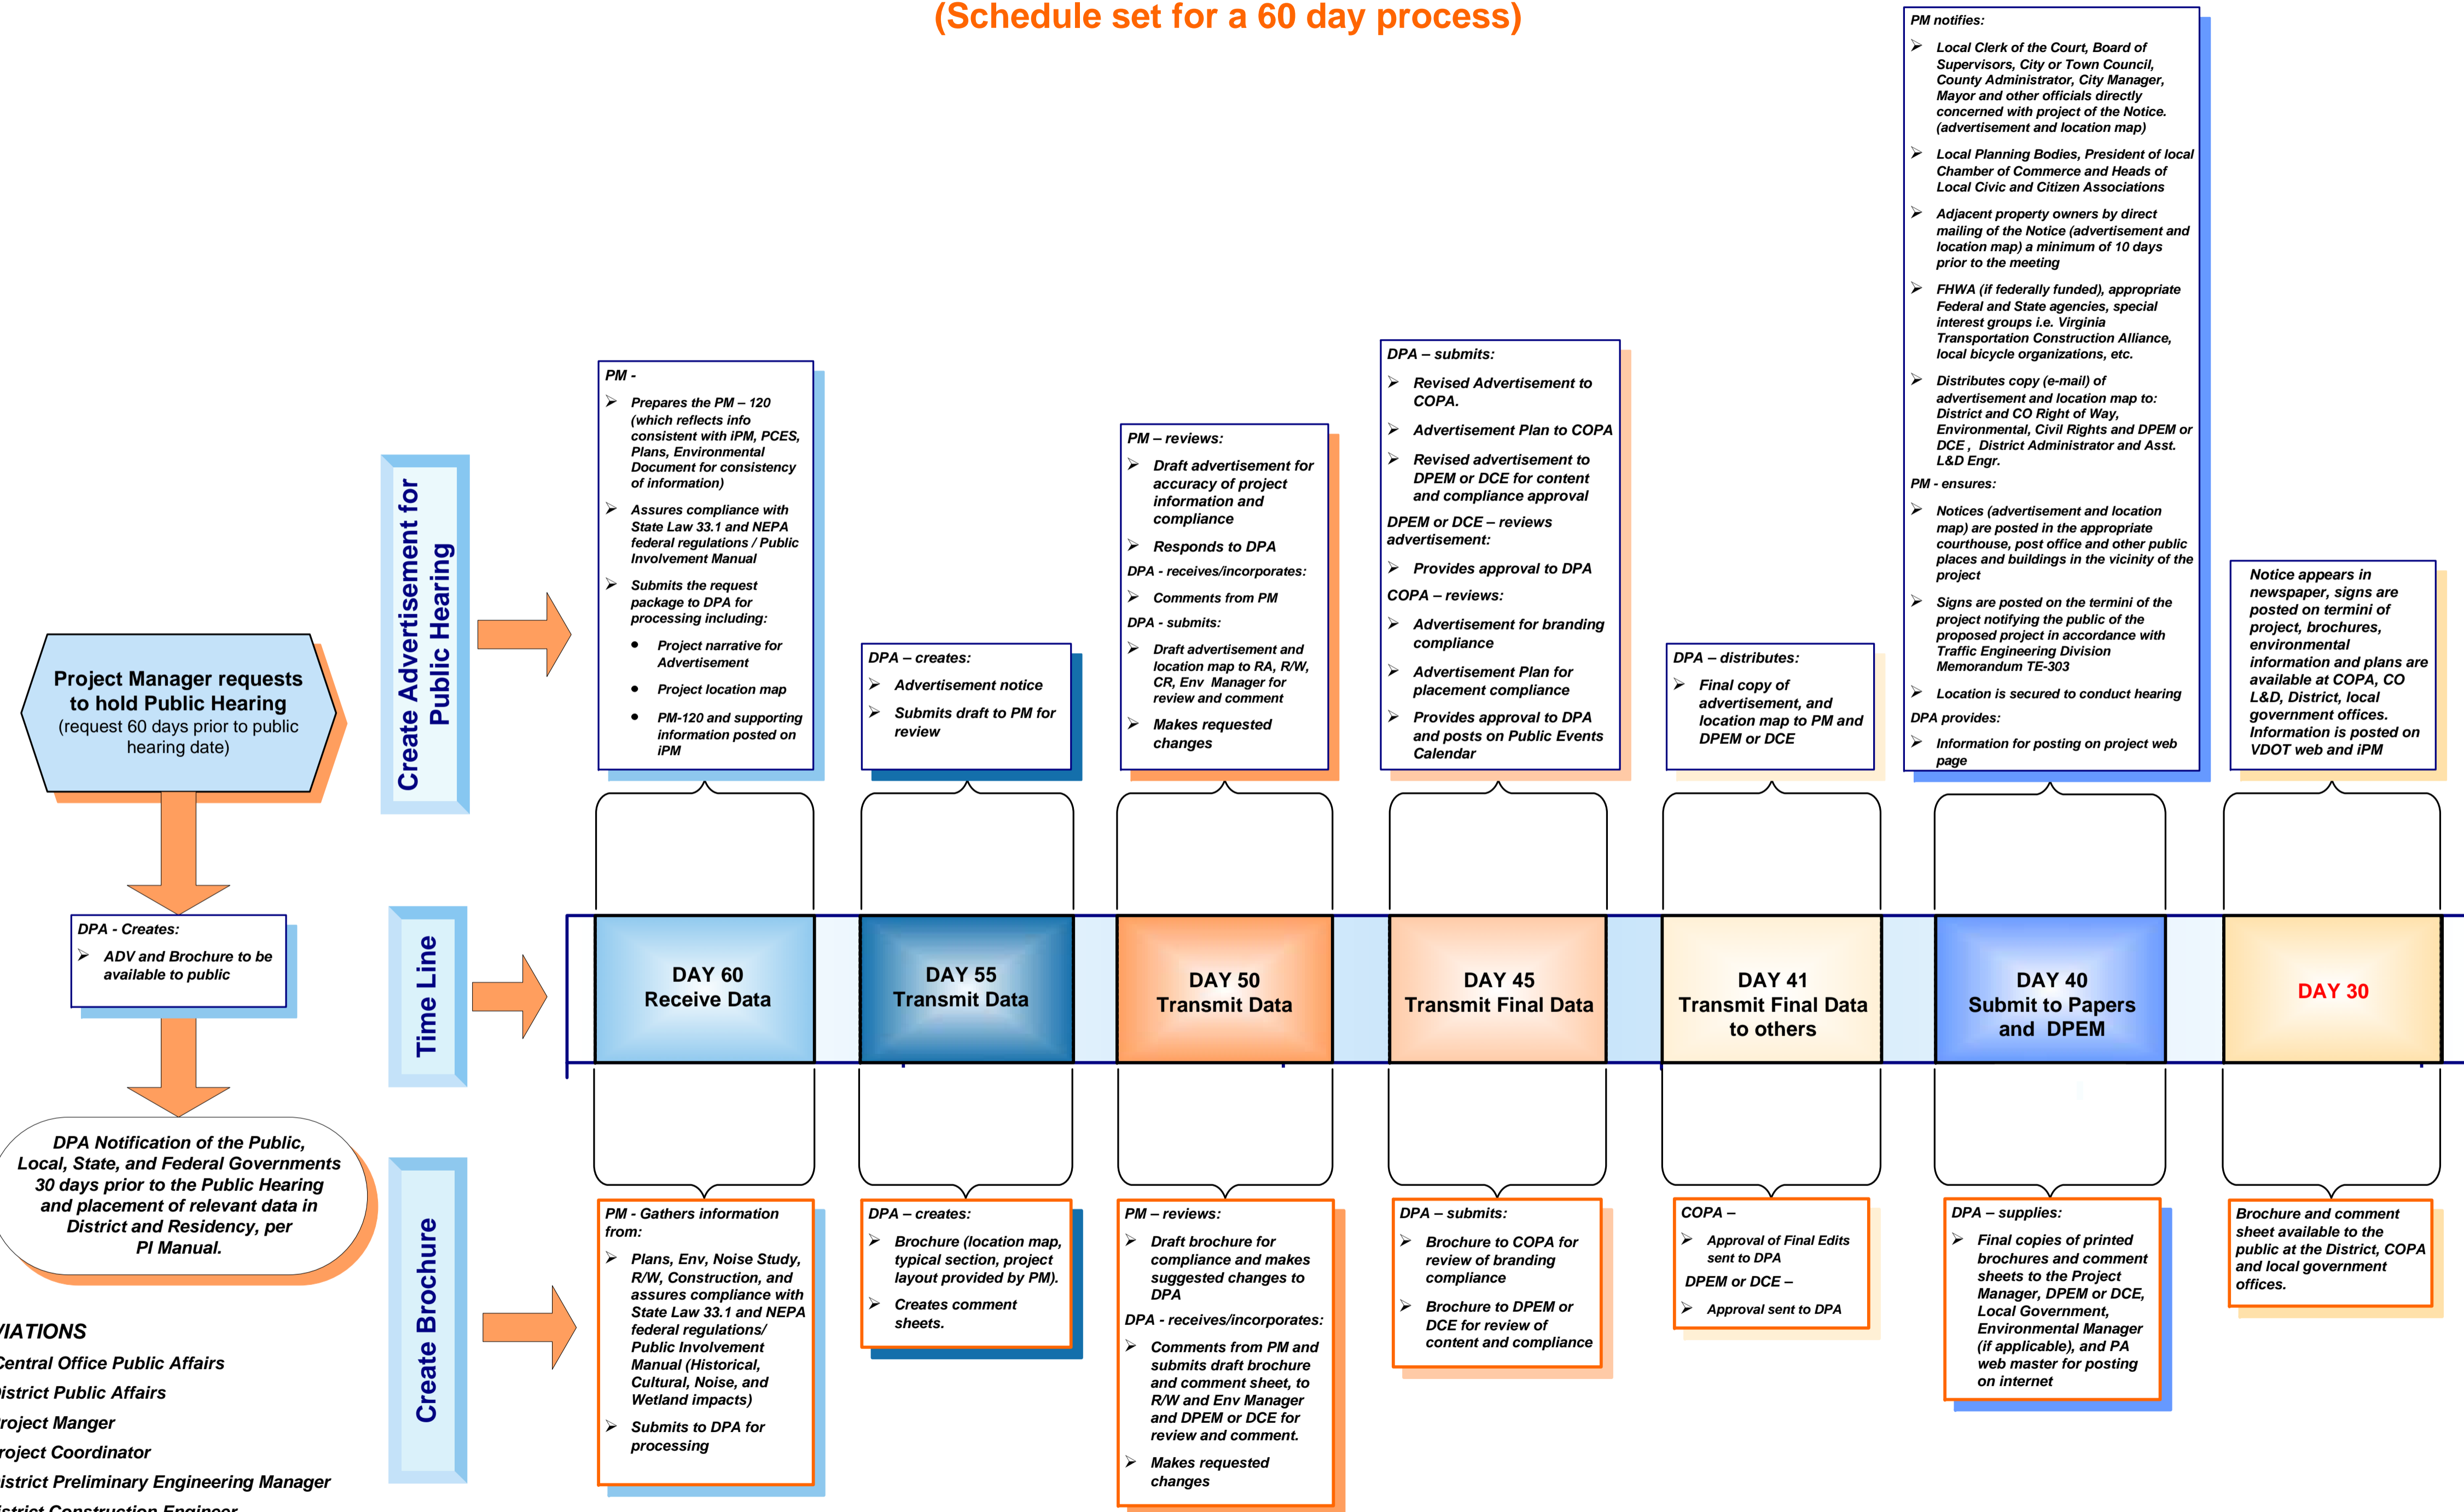 (Schedule set for a 60 day process)
Project Manager requests
to hold Public Hearing
(request 60 days prior to public
hearing date)
DPA - Creates:
➢ ADV and Brochure to be
available to public
DPA Notification of the Public,
Local, State, and Federal Governments
30 days prior to the Public Hearing
and placement of relevant data in
District and Residency, per
PI Manual.
VIATIONS
Central Office Public Affairs
District Public Affairs
Project Manger
Project Coordinator
District Preliminary Engineering Manager
District Construction Engineer
Create Advertisement for
Public Hearing
PM -
➢ Prepares the PM – 120
(which reflects info
consistent with iPM, PCES,
Plans, Environmental
Document for consistency
of information)
➢ Assures compliance with
State Law 33.1 and NEPA
federal regulations / Public
Involvement Manual
➢ Submits the request
package to DPA for
processing including:
• Project narrative for
Advertisement
• Project location map
• PM-120 and supporting
information posted on
iPM
DPA – creates:
➢ Advertisement notice
➢ Submits draft to PM for
review
PM – reviews:
➢ Draft advertisement for
accuracy of project
information and
compliance
➢ Responds to DPA
DPA - receives/incorporates:
➢ Comments from PM
DPA - submits:
➢ Draft advertisement and
location map to RA, R/W,
CR, Env Manager for
review and comment
➢ Makes requested
changes
DPA – submits:
➢ Revised Advertisement to
COPA.
➢ Advertisement Plan to COPA
➢ Revised advertisement to
DPEM or DCE for content
and compliance approval
DPEM or DCE – reviews
advertisement:
➢ Provides approval to DPA
COPA – reviews:
➢ Advertisement for branding
compliance
➢ Advertisement Plan for
placement compliance
➢ Provides approval to DPA
and posts on Public Events
Calendar
DPA – distributes:
➢ Final copy of
advertisement, and
location map to PM and
DPEM or DCE
PM notifies:
➢ Local Clerk of the Court, Board of
Supervisors, City or Town Council,
County Administrator, City Manager,
Mayor and other officials directly
concerned with project of the Notice.
(advertisement and location map)
➢ Local Planning Bodies, President of local
Chamber of Commerce and Heads of
Local Civic and Citizen Associations
➢ Adjacent property owners by direct
mailing of the Notice (advertisement and
location map) a minimum of 10 days
prior to the meeting
➢ FHWA (if federally funded), appropriate
Federal and State agencies, special
interest groups i.e. Virginia
Transportation Construction Alliance,
local bicycle organizations, etc.
➢ Distributes copy (e-mail) of
advertisement and location map to:
District and CO Right of Way,
Environmental, Civil Rights and DPEM or
DCE , District Administrator and Asst.
L&D Engr.
PM - ensures:
➢ Notices (advertisement and location
map) are posted in the appropriate
courthouse, post office and other public
places and buildings in the vicinity of the
project
➢ Signs are posted on the termini of the
project notifying the public of the
proposed project in accordance with
Traffic Engineering Division
Memorandum TE-303
➢ Location is secured to conduct hearing
DPA provides:
➢ Information for posting on project web
page
Notice appears in
newspaper, signs are
posted on termini of
project, brochures,
environmental
information and plans are
available at COPA, CO
L&D, District, local
government offices.
Information is posted on
VDOT web and iPM
Time Line
DAY 60
Receive Data
DAY 55
Transmit Data
DAY 50
Transmit Data
DAY 45
Transmit Final Data
DAY 41
Transmit Final Data
to others
DAY 40
Submit to Papers
and DPEM
DAY 30
Create Brochure
PM - Gathers information
from:
➢ Plans, Env, Noise Study,
R/W, Construction, and
assures compliance with
State Law 33.1 and NEPA
federal regulations/
Public Involvement
Manual (Historical,
Cultural, Noise, and
Wetland impacts)
➢ Submits to DPA for
processing
DPA – creates:
➢ Brochure (location map,
typical section, project
layout provided by PM).
➢ Creates comment
sheets.
PM – reviews:
➢ Draft brochure for
compliance and makes
suggested changes to
DPA
DPA - receives/incorporates:
➢ Comments from PM and
submits draft brochure
and comment sheet, to
R/W and Env Manager
and DPEM or DCE for
review and comment.
➢ Makes requested
changes
DPA – submits:
➢ Brochure to COPA for
review of branding
compliance
➢ Brochure to DPEM or
DCE for review of
content and compliance
COPA –
➢ Approval of Final Edits
sent to DPA
DPEM or DCE –
➢ Approval sent to DPA
DPA – supplies:
➢ Final copies of printed
brochures and comment
sheets to the Project
Manager, DPEM or DCE,
Local Government,
Environmental Manager
(if applicable), and PA
web master for posting
on internet
Brochure and comment
sheet available to the
public at the District, COPA
and local government
offices.